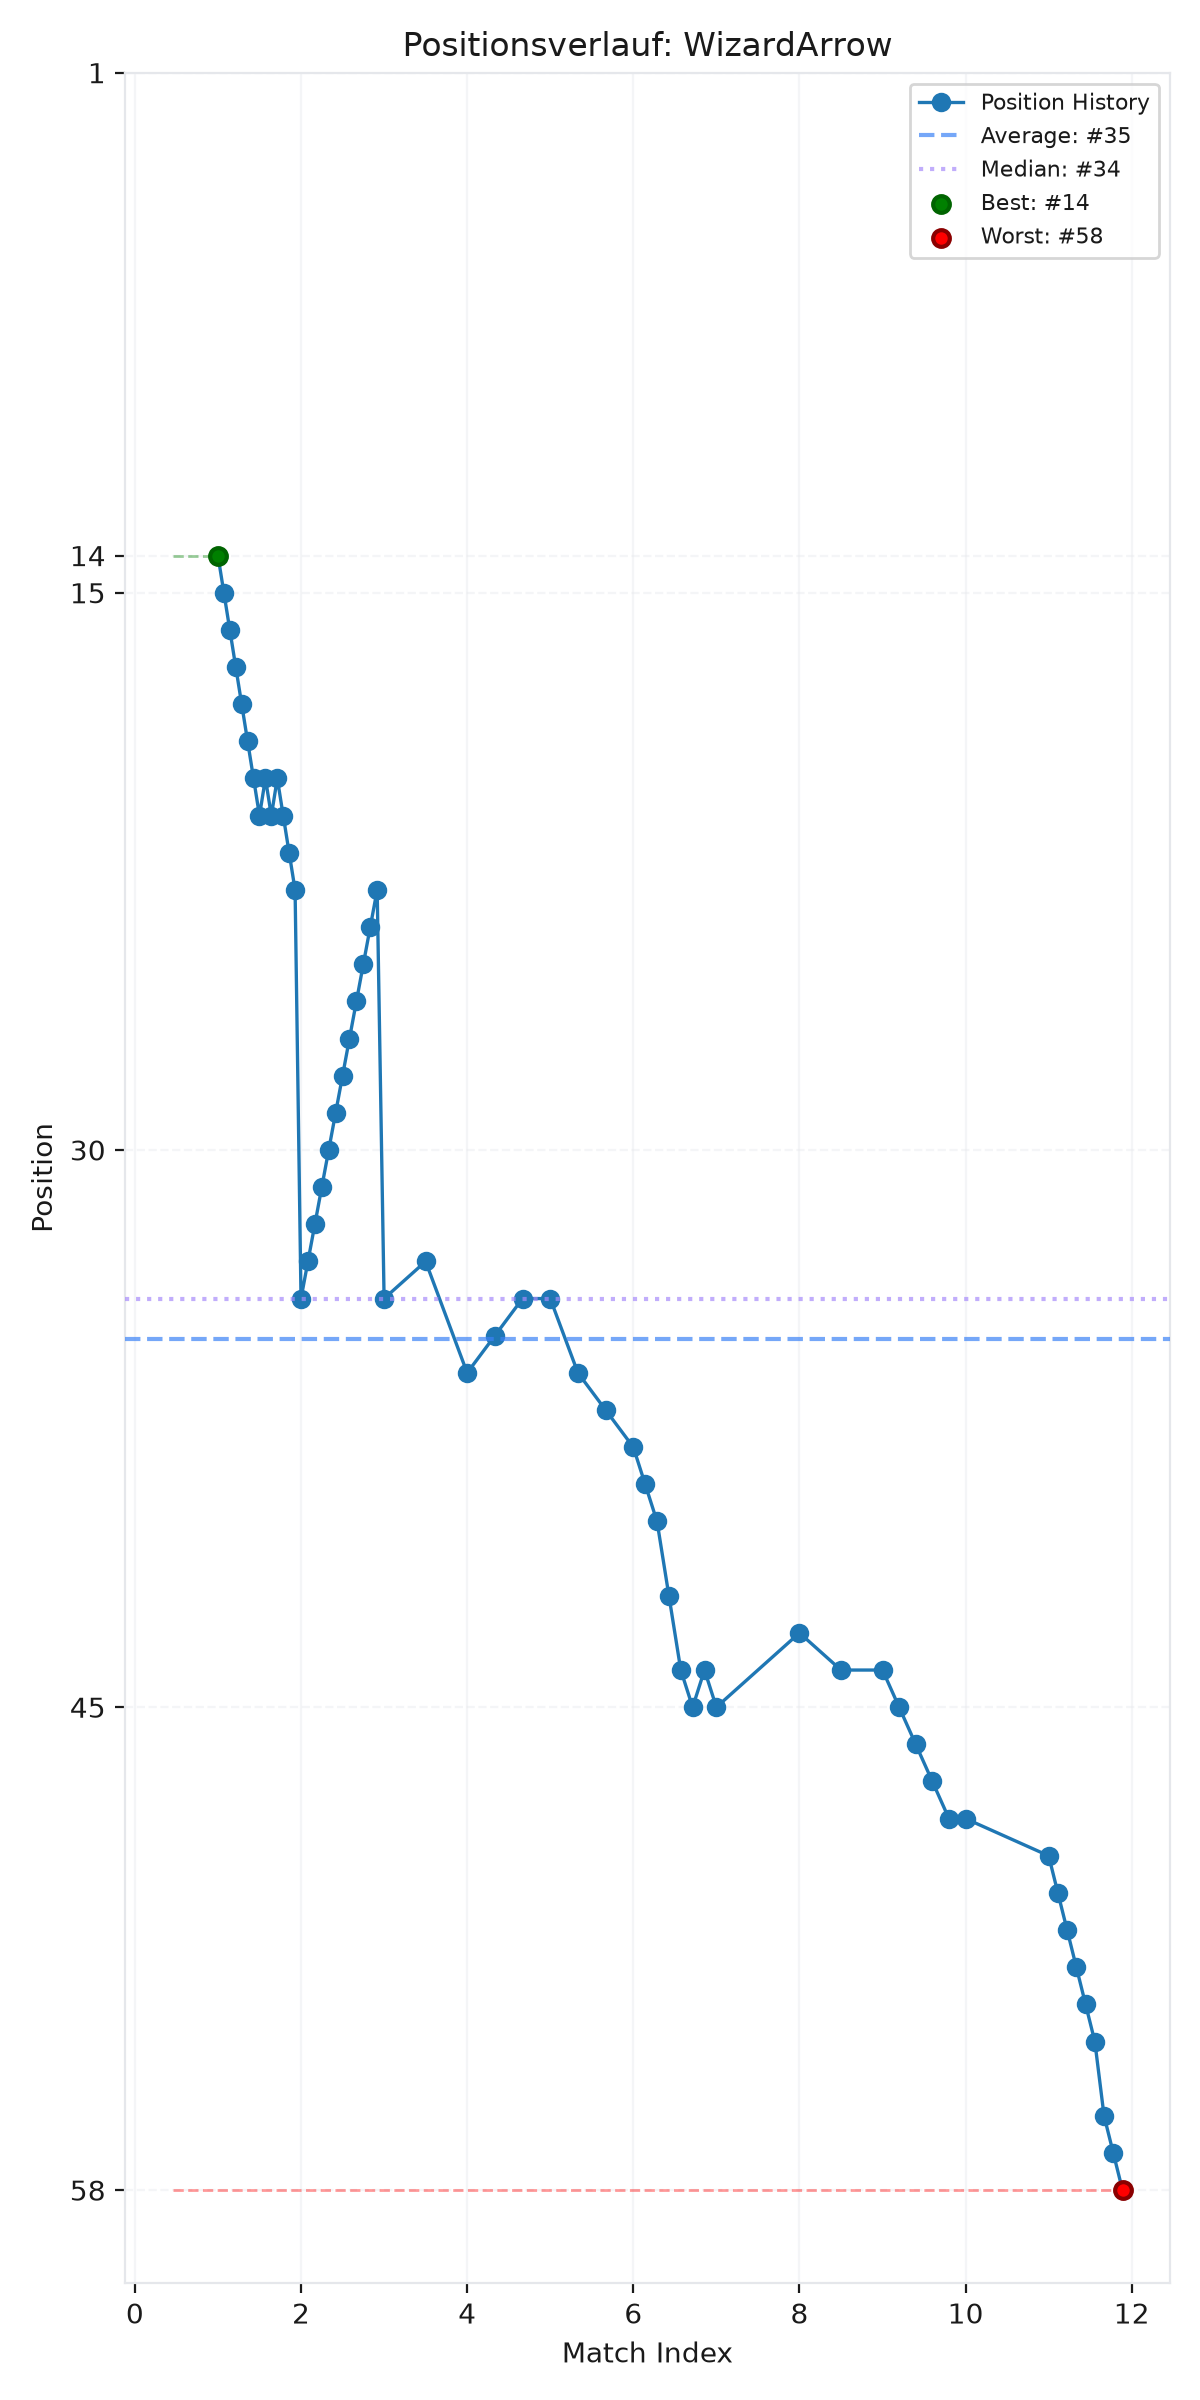 Positionsverlauf: WizardArrow
Position History
Average: #35
Median: #34
Best: #14
Worst: #58
Position
1
14
15
30
45
58
0 2 4 6 8 10 12
Match Index